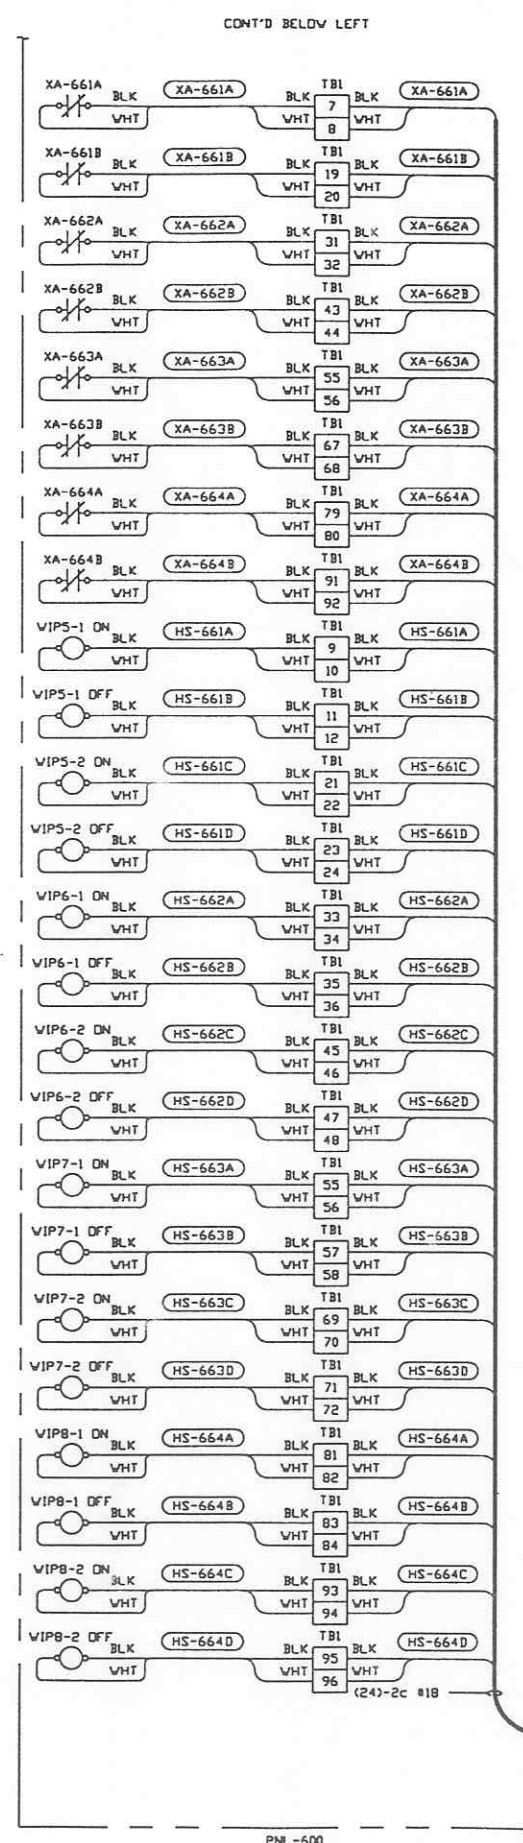 CONT'D BELOW LEFT
XA-661A BLK XA-661A BLK TB1 7 BLK XA-661A
WHT WHT 8 WHT
XA-661B BLK XA-661B BLK TB1 19 BLK XA-661B
WHT WHT 20 WHT
XA-662A BLK XA-662A BLK TB1 31 BLK XA-662A
WHT WHT 32 WHT
XA-662B BLK XA-662B BLK TB1 43 BLK XA-662B
WHT WHT 44 WHT
XA-663A BLK XA-663A BLK TB1 55 BLK XA-663A
WHT WHT 56 WHT
XA-663B BLK XA-663B BLK TB1 67 BLK XA-663B
WHT WHT 68 WHT
XA-664A BLK XA-664A BLK TB1 79 BLK XA-664A
WHT WHT 80 WHT
XA-664B BLK XA-664B BLK TB1 91 BLK XA-664B
WHT WHT 92 WHT
WIP5-1 ON BLK HS-661A BLK TB1 9 BLK HS-661A
WHT WHT 10 WHT
WIP5-1 OFF BLK HS-661B BLK TB1 11 BLK HS-661B
WHT WHT 12 WHT
WIP5-2 ON BLK HS-661C BLK TB1 21 BLK HS-661C
WHT WHT 22 WHT
WIP5-2 OFF BLK HS-661D BLK TB1 23 BLK HS-661D
WHT WHT 24 WHT
WIP6-1 ON BLK HS-662A BLK TB1 33 BLK HS-662A
WHT WHT 34 WHT
WIP6-1 OFF BLK HS-662B BLK TB1 35 BLK HS-662B
WHT WHT 36 WHT
WIP6-2 ON BLK HS-662C BLK TB1 45 BLK HS-662C
WHT WHT 46 WHT
WIP6-2 OFF BLK HS-662D BLK TB1 47 BLK HS-662D
WHT WHT 48 WHT
WIP7-1 ON BLK HS-663A BLK TB1 55 BLK HS-663A
WHT WHT 56 WHT
WIP7-1 OFF BLK HS-663B BLK TB1 57 BLK HS-663B
WHT WHT 58 WHT
WIP7-2 ON BLK HS-663C BLK TB1 69 BLK HS-663C
WHT WHT 70 WHT
WIP7-2 OFF BLK HS-663D BLK TB1 71 BLK HS-663D
WHT WHT 72 WHT
WIP8-1 ON BLK HS-664A BLK TB1 81 BLK HS-664A
WHT WHT 82 WHT
WIP8-1 OFF BLK HS-664B BLK TB1 83 BLK HS-664B
WHT WHT 84 WHT
WIP8-2 ON BLK HS-664C BLK TB1 93 BLK HS-664C
WHT WHT 94 WHT
WIP8-2 OFF BLK HS-664D BLK TB1 95 BLK HS-664D
WHT WHT 96 WHT
(24)-2c #18
PNL-600